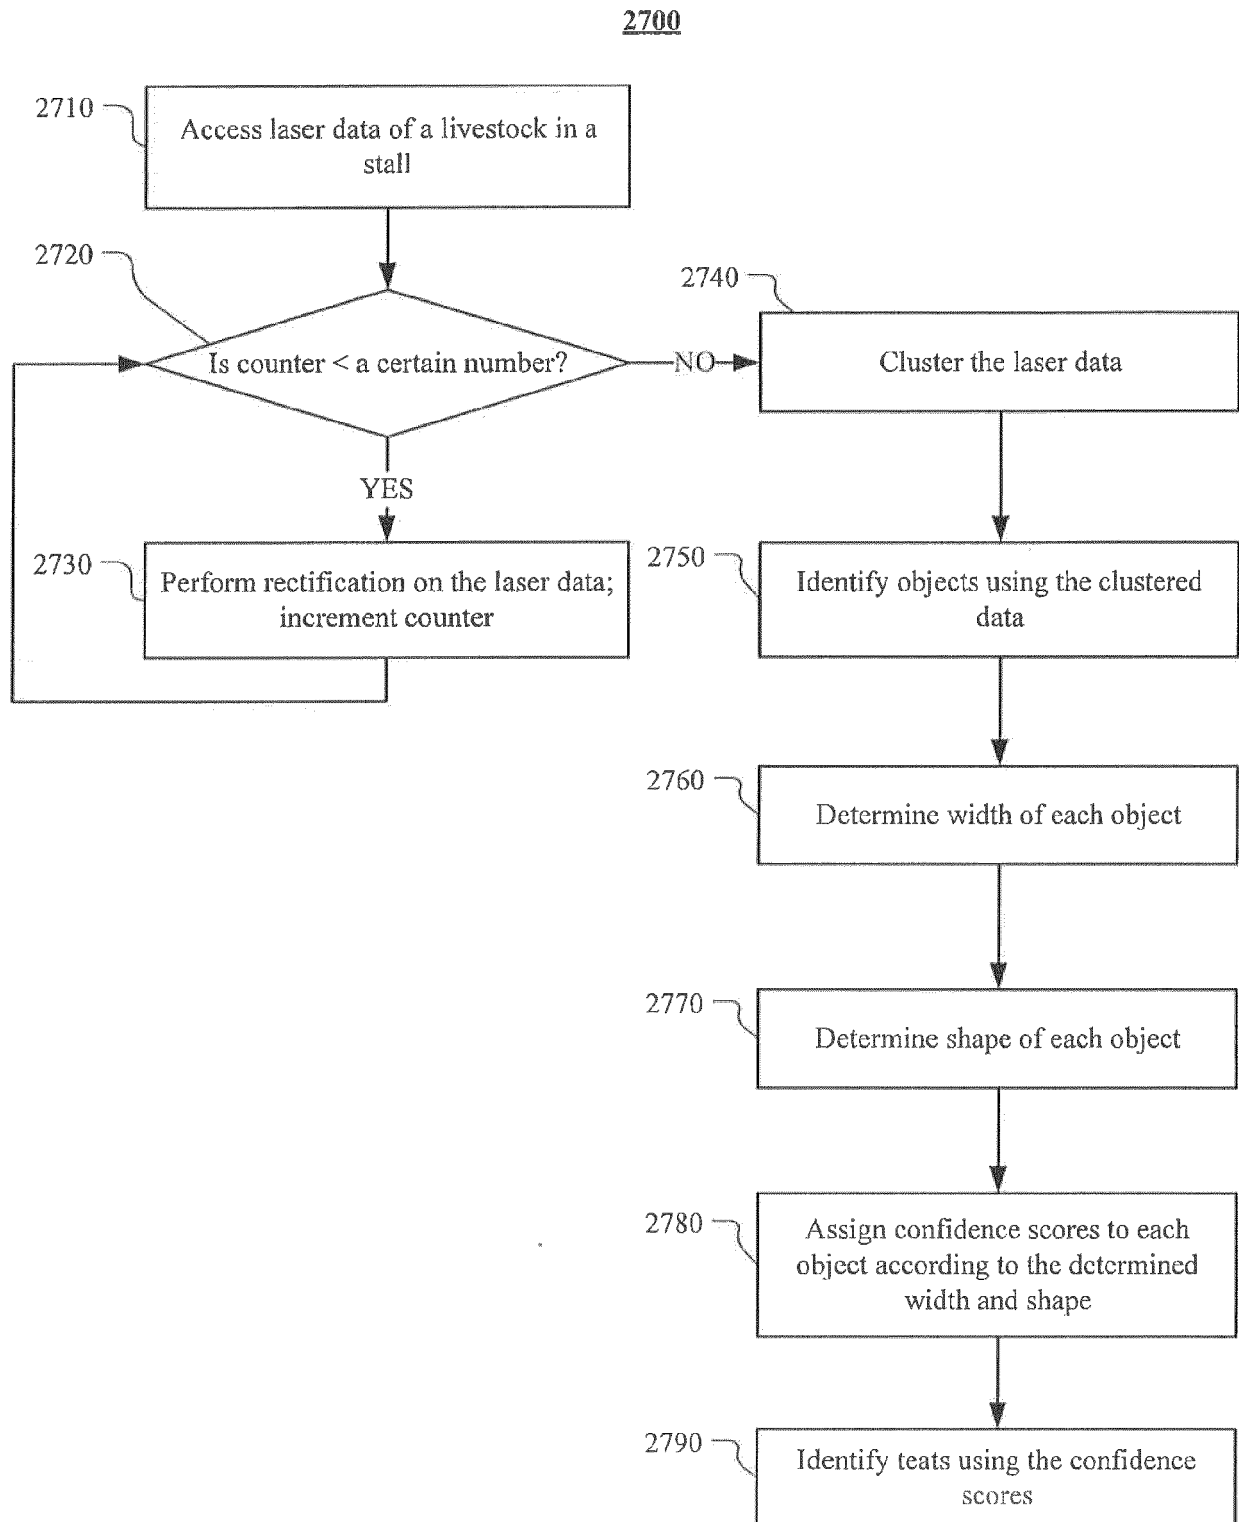 2700
2710
Access laser data of a livestock in a
stall
2720
Is counter < a certain number?
NO
YES
2730
Perform rectification on the laser data;
increment counter
2740
Cluster the laser data
2750
Identify objects using the clustered
data
2760
Determine width of each object
2770
Determine shape of each object
2780
Assign confidence scores to each
object according to the determined
width and shape
2790
Identify teats using the confidence
scores